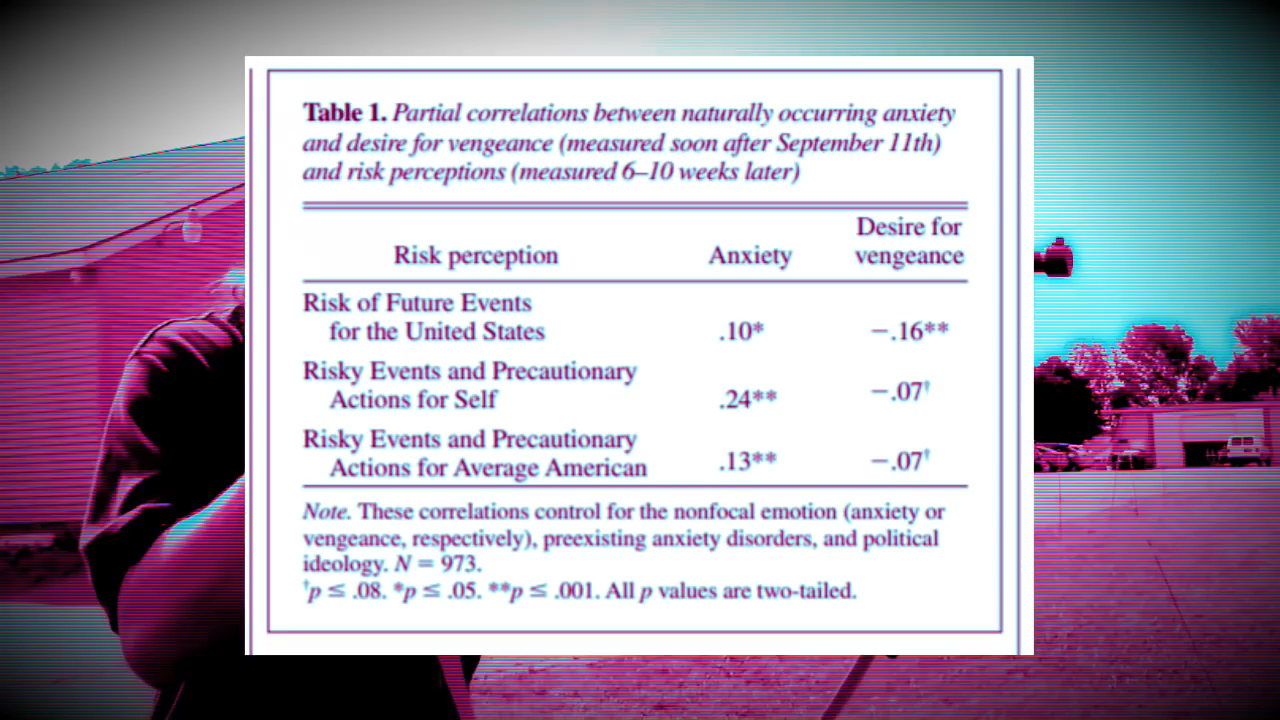 Table 1. Partial correlations between naturally occurring anxiety
and desire for vengeance (measured soon after September 11th)
and risk perceptions (measured 6–10 weeks later)
Risk perception Anxiety Desire for
vengeance
Risk of Future Events
for the United States .10* −.16**
Risky Events and Precautionary
Actions for Self .24** −.07†
Risky Events and Precautionary
Actions for Average American .13** −.07†
Note. These correlations control for the nonfocal emotion (anxiety or
vengeance, respectively), preexisting anxiety disorders, and political
ideology. N = 973.
†p ≤ .08. *p ≤ .05. **p ≤ .001. All p values are two-tailed.